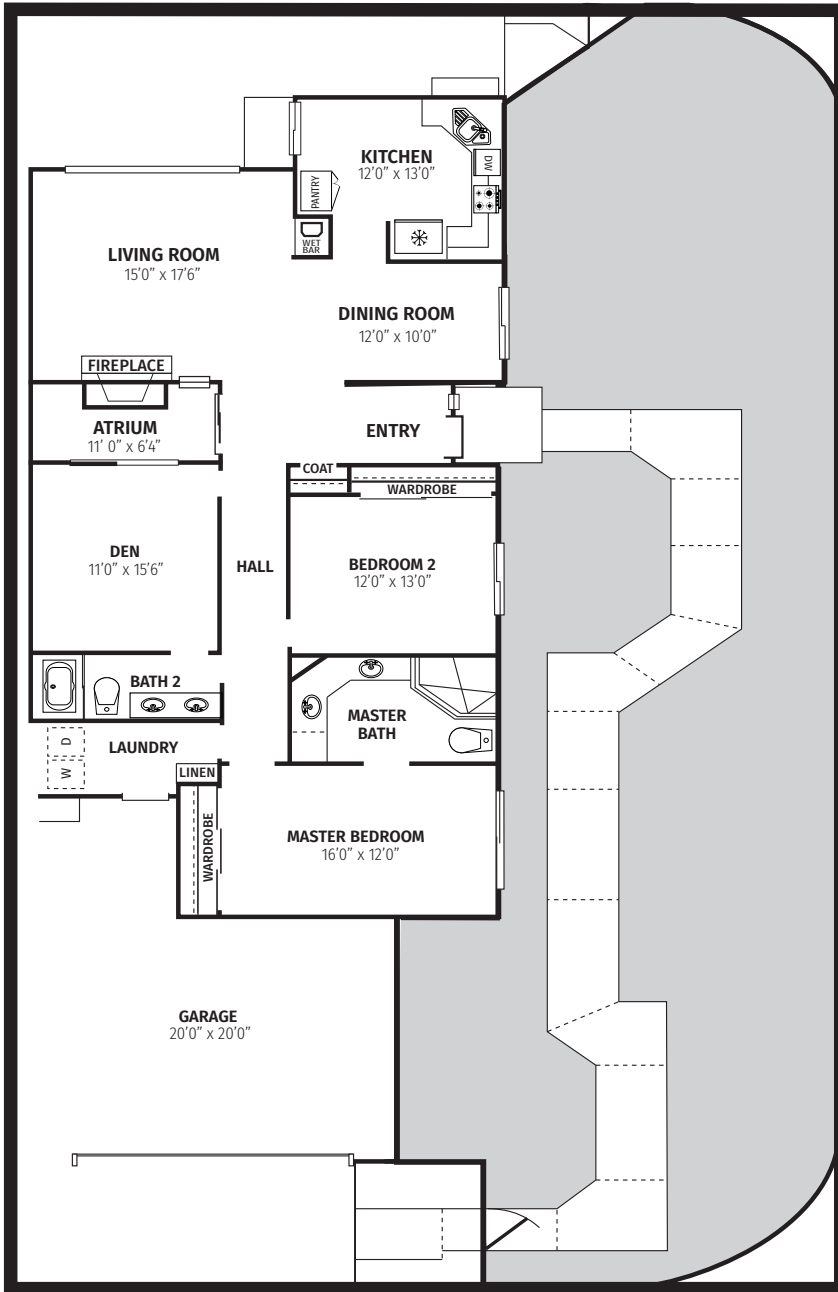 KITCHEN
12'0" x 13'0"
DW
PANTRY
WET
BAR
LIVING ROOM
15'0" x 17'6"
DINING ROOM
12'0" x 10'0"
FIREPLACE
ATRIUM
11' 0" x 6'4"
ENTRY
COAT
WARDROBE
DEN
11'0" x 15'6"
HALL
BEDROOM 2
12'0" x 13'0"
BATH 2
MASTER
BATH
LAUNDRY
D
W
LINEN
WARDROBE
MASTER BEDROOM
16'0" x 12'0"
GARAGE
20'0" x 20'0"